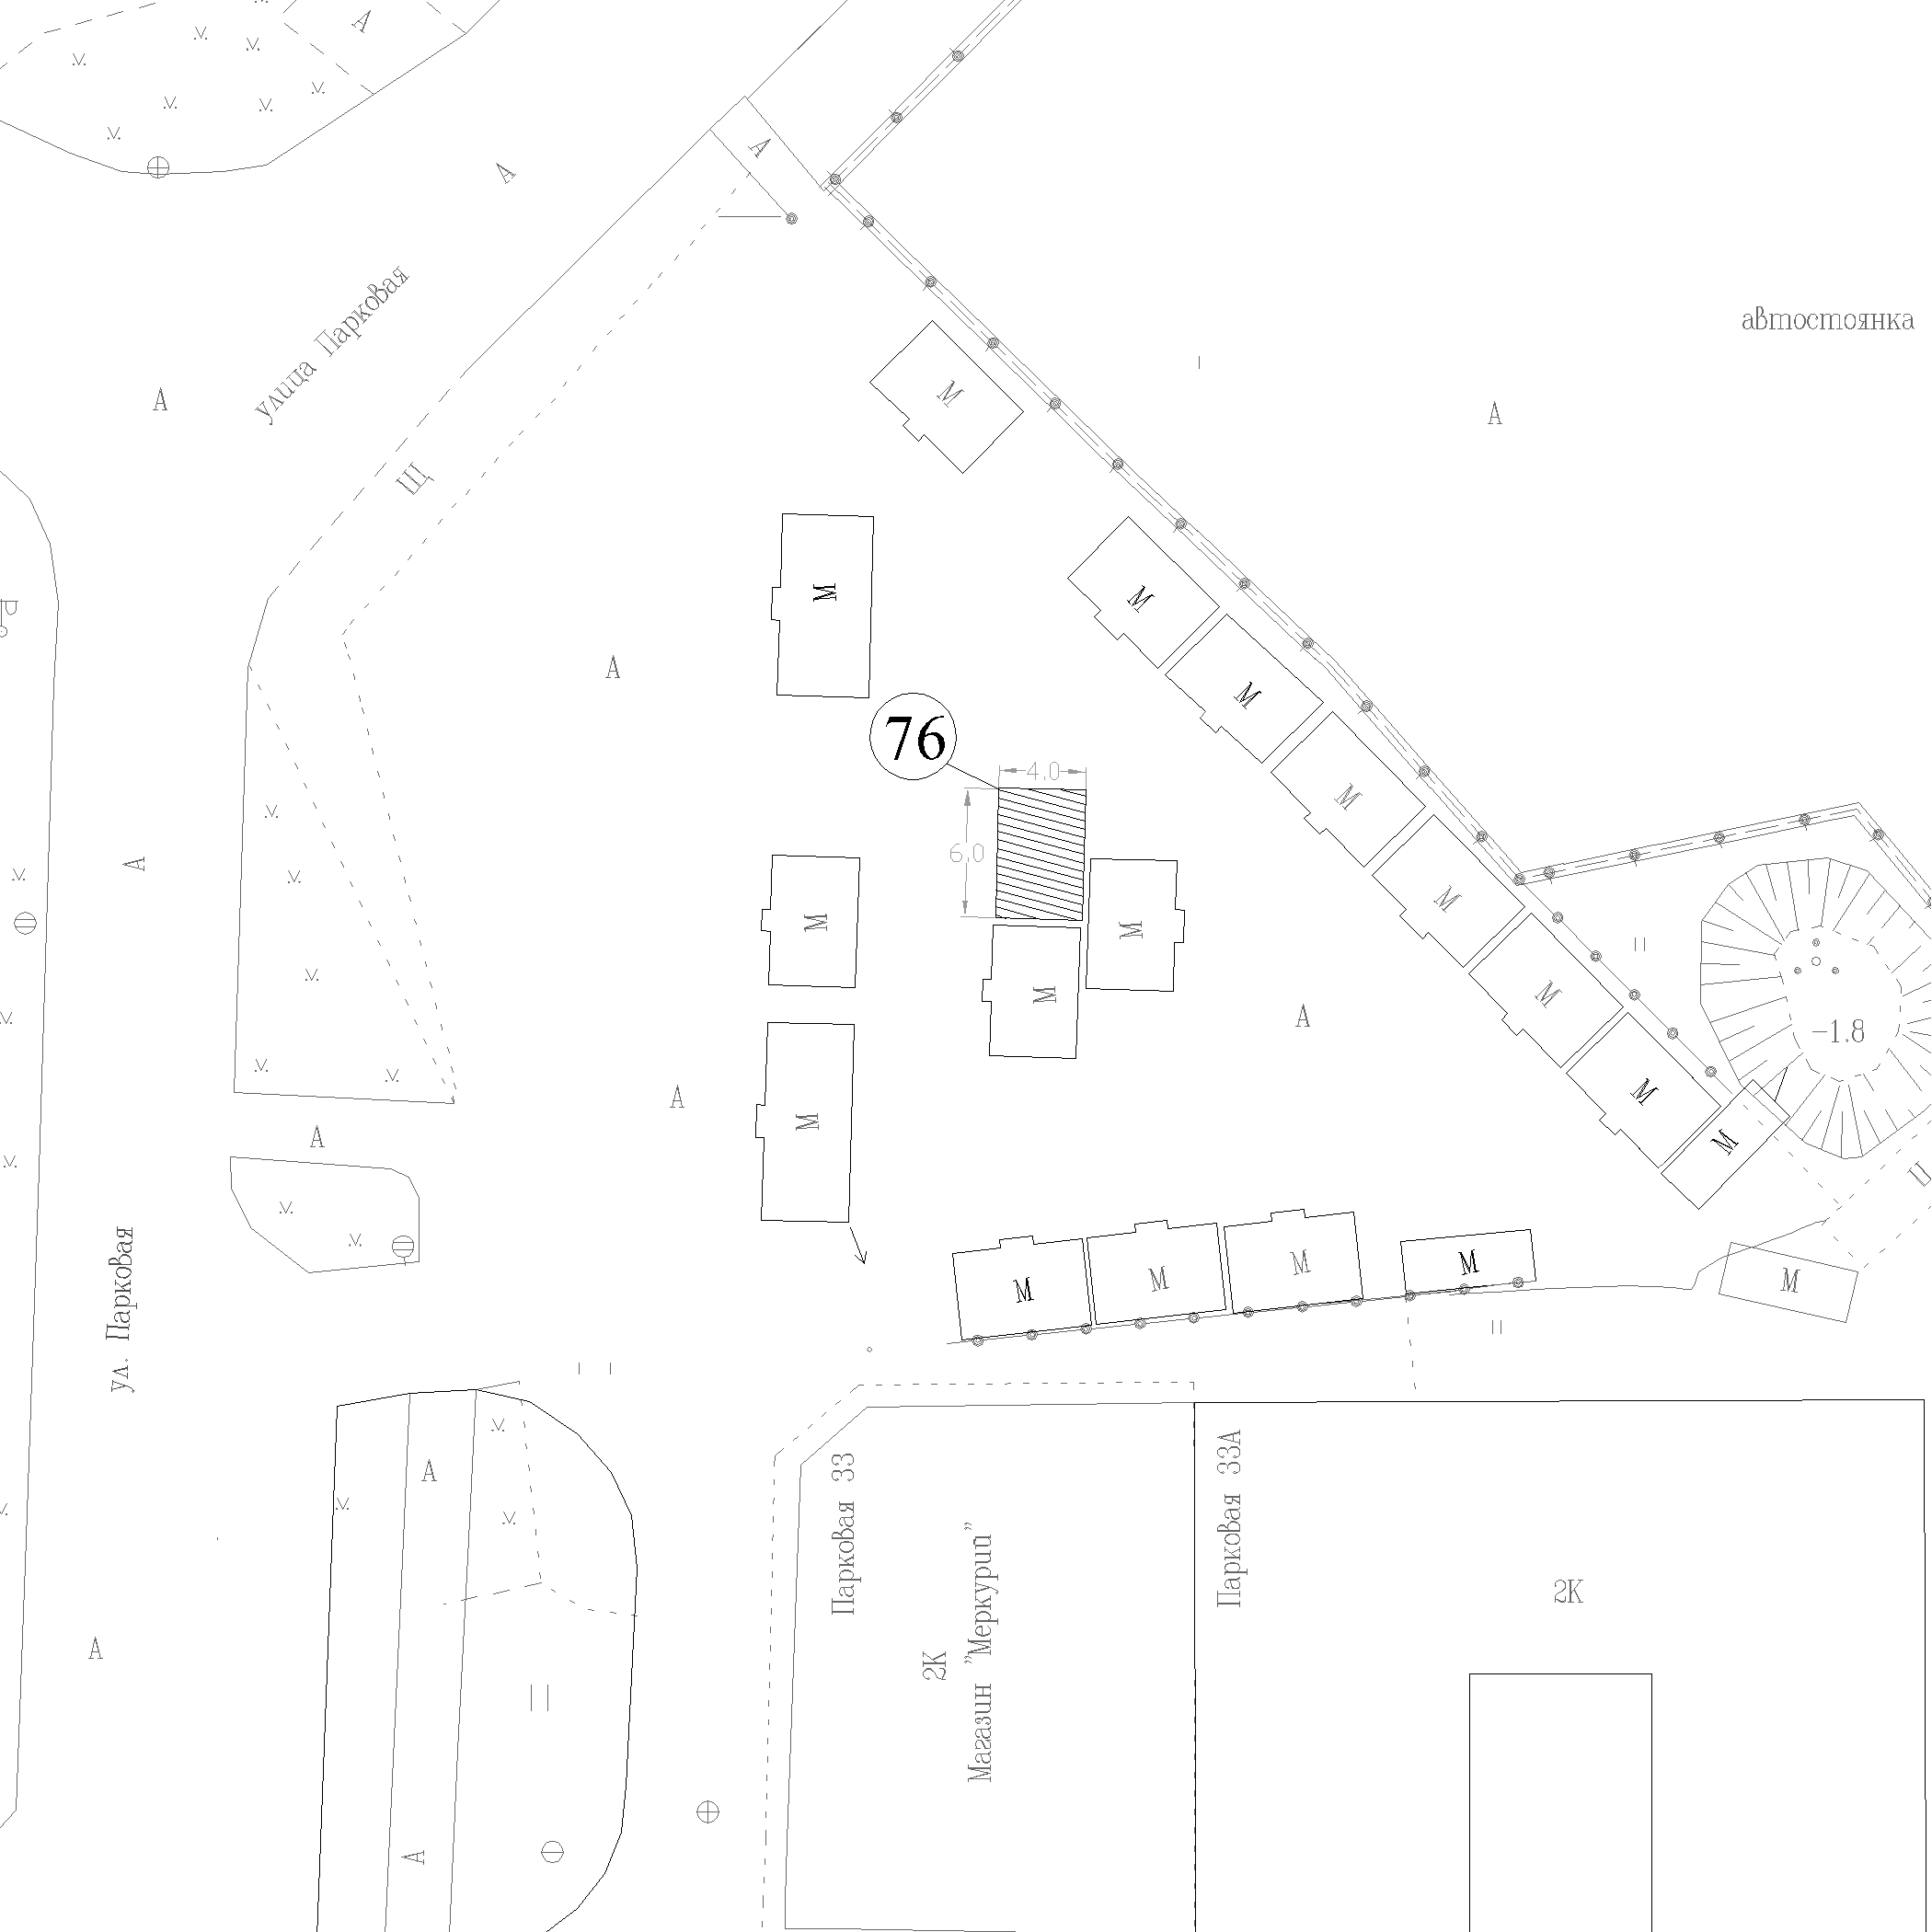 А
А
А
улица Парковая
автостоянка
А
А
М
Щ
М
М
А
М
76
4.0
М
6.0
А
М
М
М
М
М
А
-1.8
М
А
М
М
А
М
ул. Парковая
М
М
М
М
М
А
Парковая 33
Парковая 33А
2К
Магазин "Меркурий"
2К
А
А